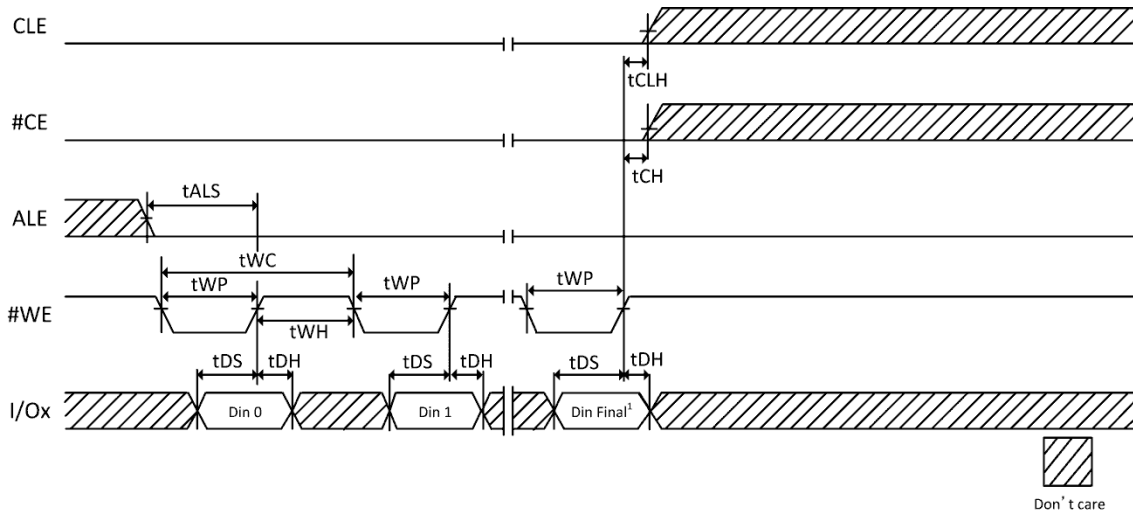 CLE
tCLH
#CE
tCH
tALS
ALE
tWC
tWP
tWP
tWP
#WE
tWH
tDS
tDH
tDS
tDH
tDS
tDH
I/Ox
Din 0
Din 1
Din Final¹
Don't care